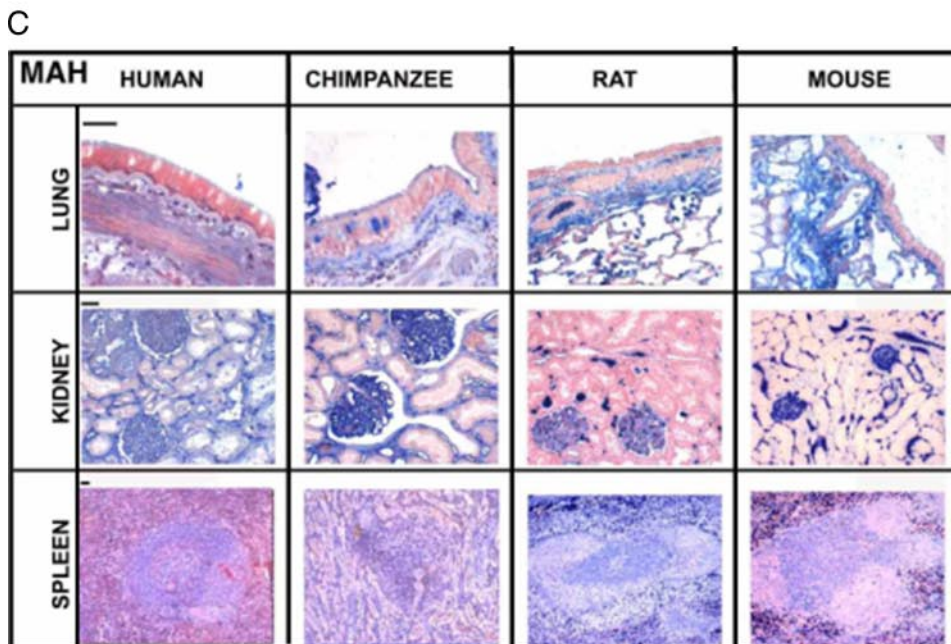 C
MAH HUMAN CHIMPANZEE RAT MOUSE
LUNG
KIDNEY
SPLEEN